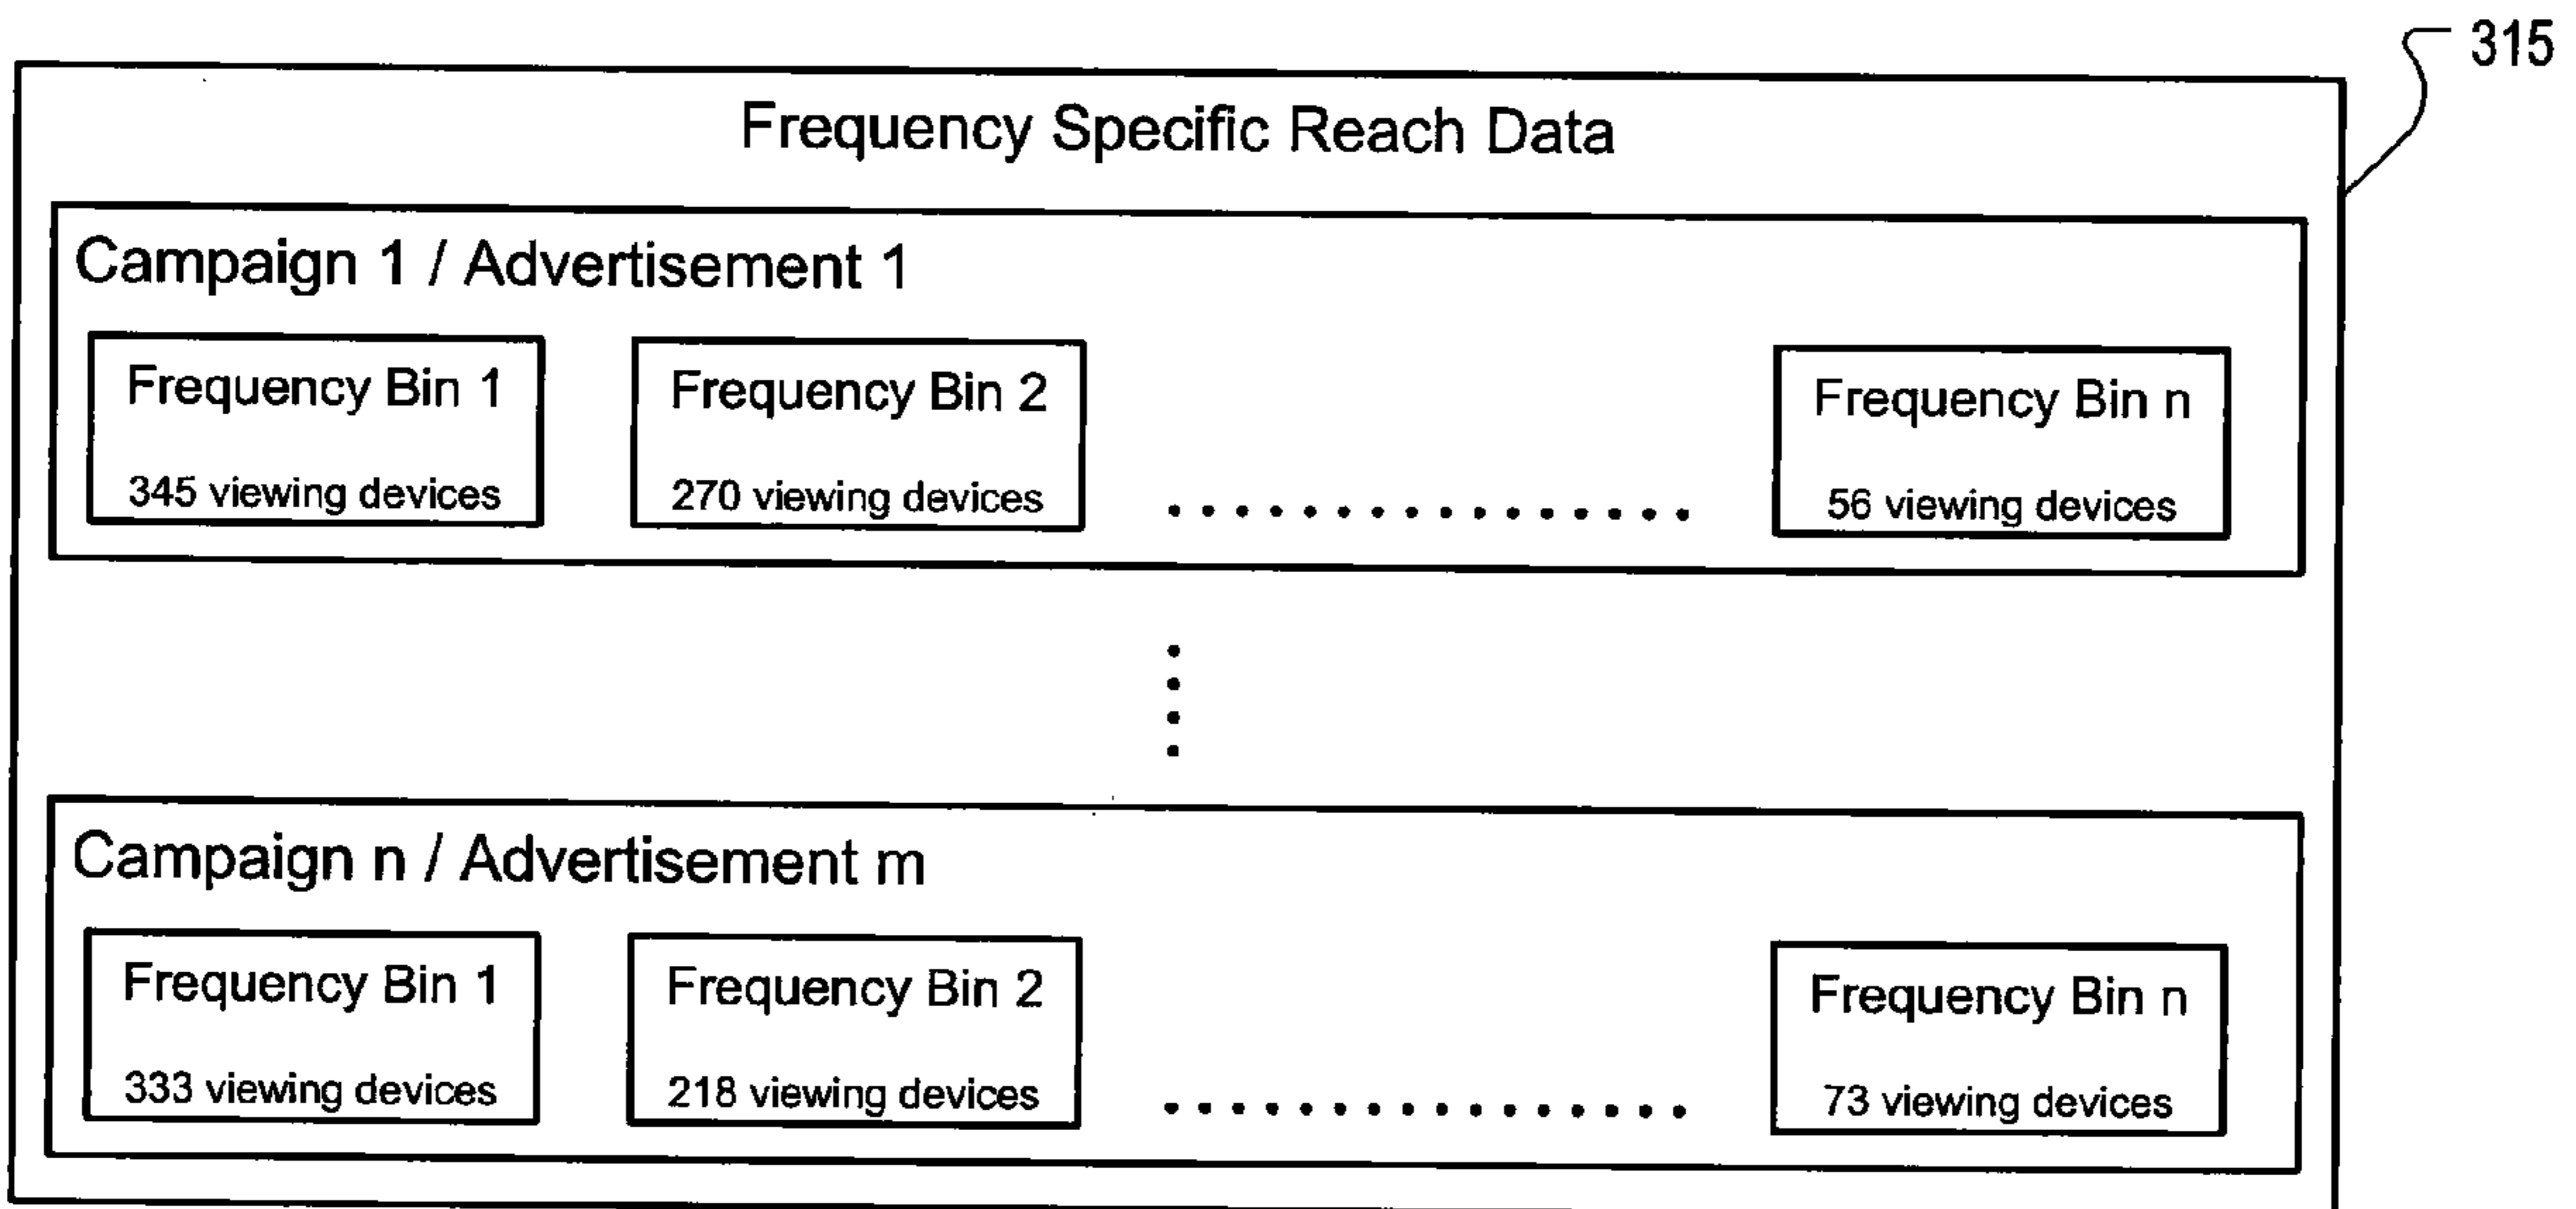 315
Frequency Specific Reach Data
Campaign 1 / Advertisement 1
Frequency Bin 1
345 viewing devices
Frequency Bin 2
270 viewing devices
Frequency Bin n
56 viewing devices
Campaign n / Advertisement m
Frequency Bin 1
333 viewing devices
Frequency Bin 2
218 viewing devices
Frequency Bin n
73 viewing devices